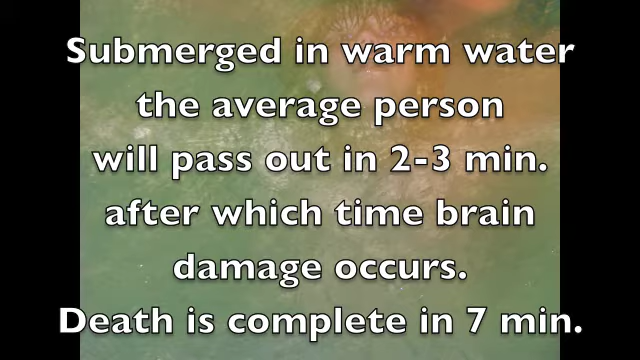 Submerged in warm water
the average person
will pass out in 2-3 min.
after which time brain
damage occurs.
Death is complete in 7 min.